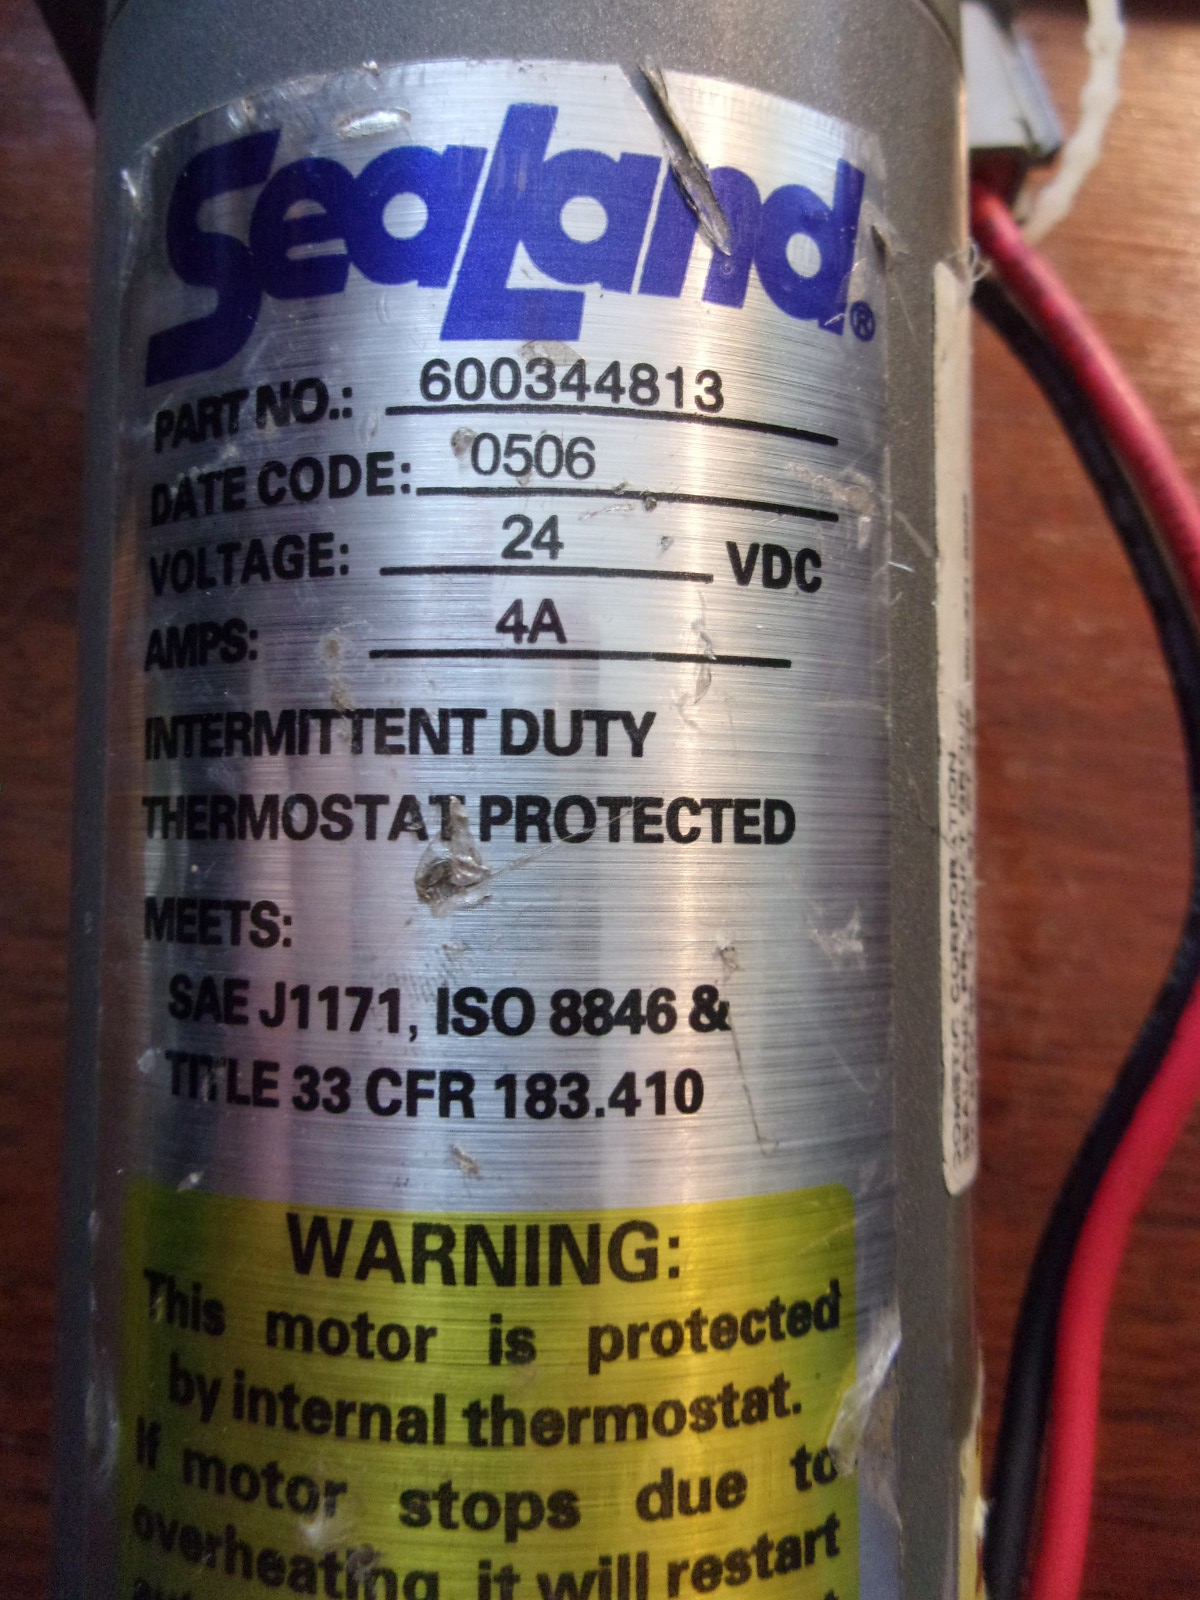 SeaLand®
PART NO.: 600344813
DATE CODE: 0506
VOLTAGE: 24 VDC
AMPS: 4A
INTERMITTENT DUTY
THERMOSTAT PROTECTED
MEETS:
SAE J1171, ISO 8846 &
TITLE 33 CFR 183.410
WARNING:
This motor is protected
by internal thermostat.
If motor stops due to
overheating, it will restart
CORPORATION